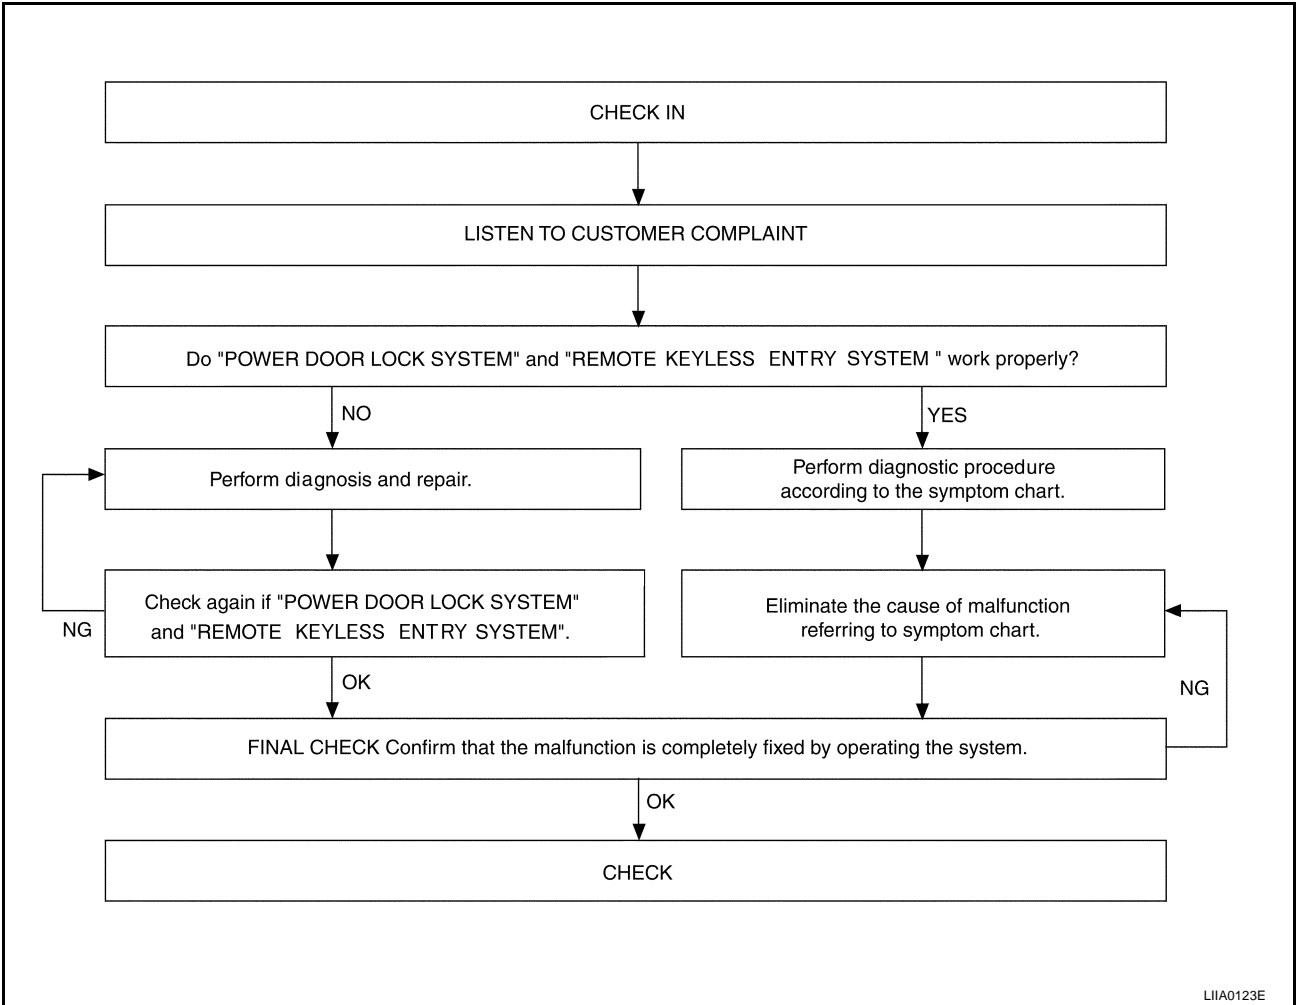 CHECK IN
LISTEN TO CUSTOMER COMPLAINT
Do "POWER DOOR LOCK SYSTEM" and "REMOTE KEYLESS ENTRY SYSTEM " work properly?
NO
YES
Perform diagnosis and repair.
Perform diagnostic procedure
according to the symptom chart.
Check again if "POWER DOOR LOCK SYSTEM"
and "REMOTE KEYLESS ENTRY SYSTEM".
NG
Eliminate the cause of malfunction
referring to symptom chart.
OK
NG
FINAL CHECK Confirm that the malfunction is completely fixed by operating the system.
OK
CHECK
LIIA0123E